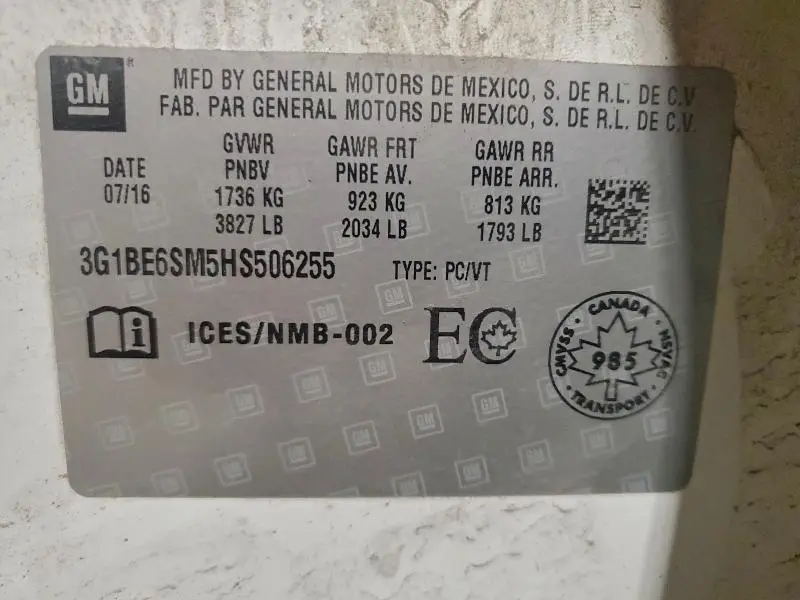 GM
MFD BY GENERAL MOTORS DE MEXICO, S. DE R.L. DE C.V
FAB. PAR GENERAL MOTORS DE MEXICO, S. DE R.L. DE C.V.
DATE
07/16
GVWR
PNBV
1736 KG
3827 LB
GAWR FRT
PNBE AV.
923 KG
2034 LB
GAWR RR
PNBE ARR.
813 KG
1793 LB
3G1BE6SM5HS506255 TYPE: PC/VT
i ICES/NMB-002 EC
CANADA
CMVSS 985 NSVAC
TRANSPORT